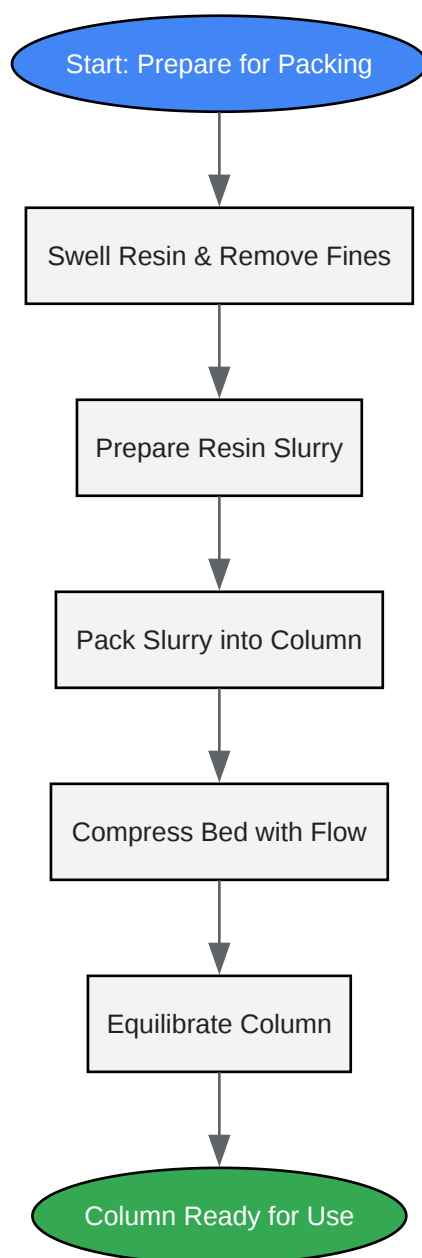 Start: Prepare for Packing
Swell Resin & Remove Fines
Prepare Resin Slurry
Pack Slurry into Column
Compress Bed with Flow
Equilibrate Column
Column Ready for Use